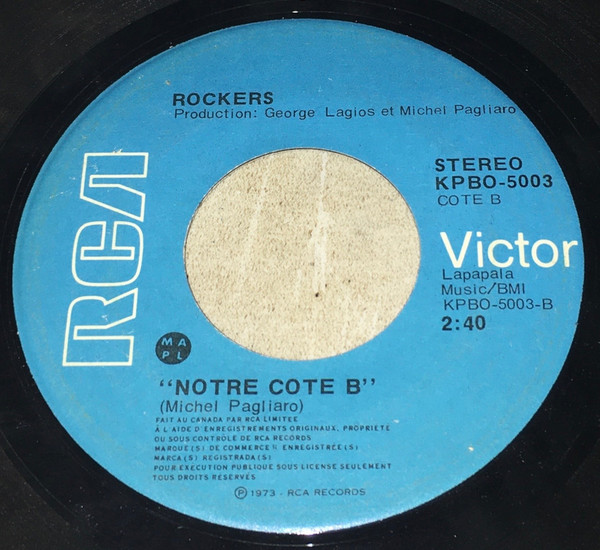 ROCKERS
Production: George Lagios et Michel Pagliaro
RCA
STEREO
KPBO-5003
COTE B
Victor
Lapapala
Music/BMI
KPBO-5003-B
2:40
MA
PL
"NOTRE COTE B"
(Michel Pagliaro)
FAIT AU CANADA PAR RCA LIMITEE
À L'AIDE D'ENREGISTREMENTS ORIGINAUX, PROPRIÉTÉ
OU SOUS CONTRÔLE DE RCA RECORDS
MARQUE(S) DE COMMERCE ENREGISTRÉE(S)
MARCA(S) REGISTRADA(S)
POUR EXECUTION PUBLIQUE SOUS LICENSE SEULEMENT
TOUS DROITS RESERVÉS
Ⓟ 1973 - RCA RECORDS